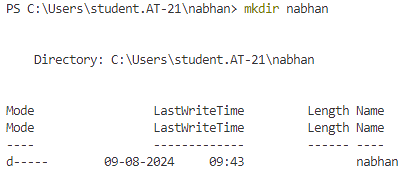 PS C:\Users\student.AT-21\nabhan> mkdir nabhan
Directory: C:\Users\student.AT-21\nabhan
Mode LastWriteTime Length Name
Mode LastWriteTime Length Name
---- ------------- ------ ----
d----- 09-08-2024 09:43 nabhan